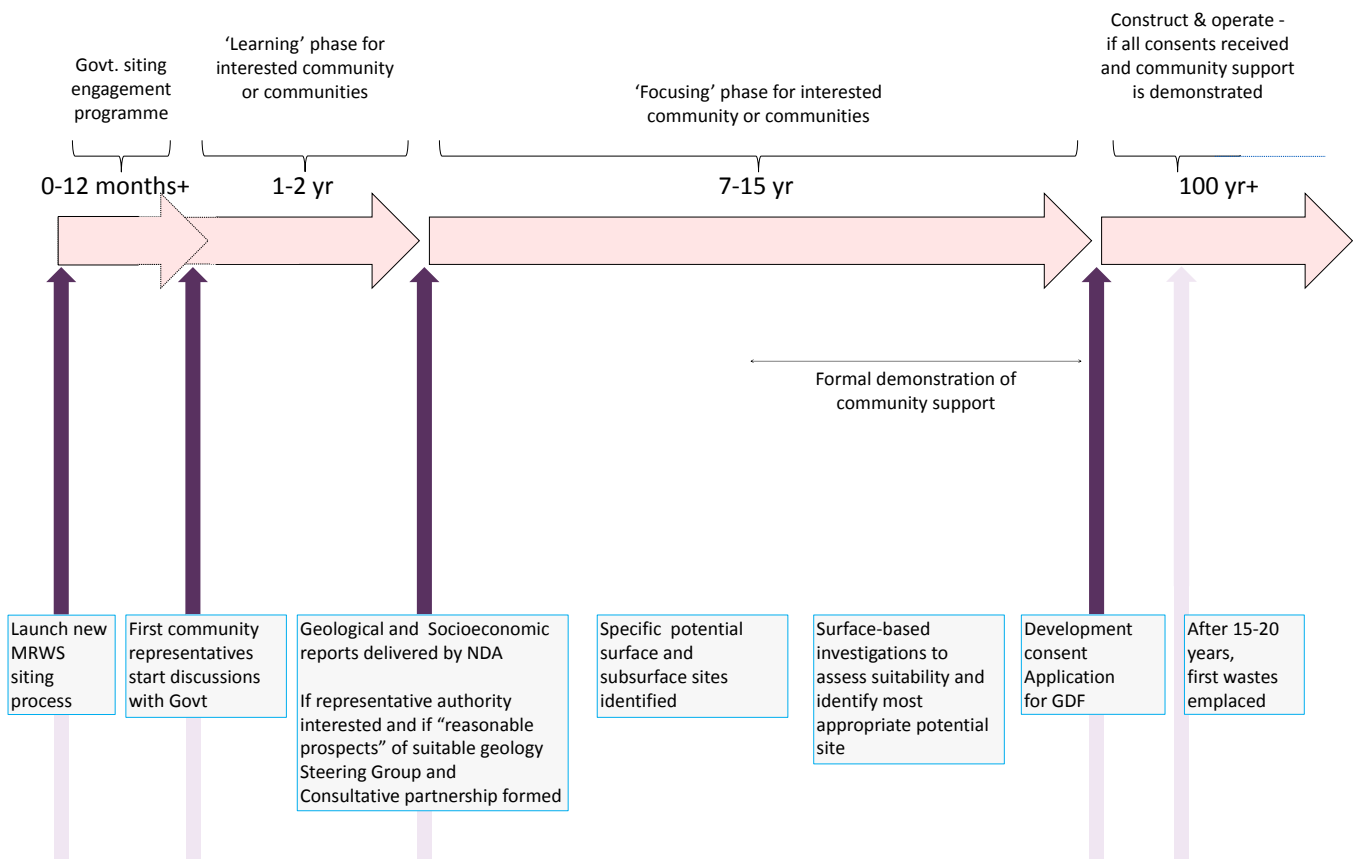 Govt. siting
engagement
programme
‘Learning’ phase for
interested community
or communities
‘Focusing’ phase for interested
community or communities
Construct & operate -
if all consents received
and community support
is demonstrated
0-12 months+
1-2 yr
7-15 yr
100 yr+
Formal demonstration of
community support
Launch new
MRWS
siting
process
First community
representatives
start discussions
with Govt
Geological and Socioeconomic
reports delivered by NDA
If representative authority
interested and if “reasonable
prospects” of suitable geology
Steering Group and
Consultative partnership formed
Specific potential
surface and
subsurface sites
identified
Surface-based
investigations to
assess suitability and
identify most
appropriate potential
site
Development
consent
Application
for GDF
After 15-20
years,
first wastes
emplaced